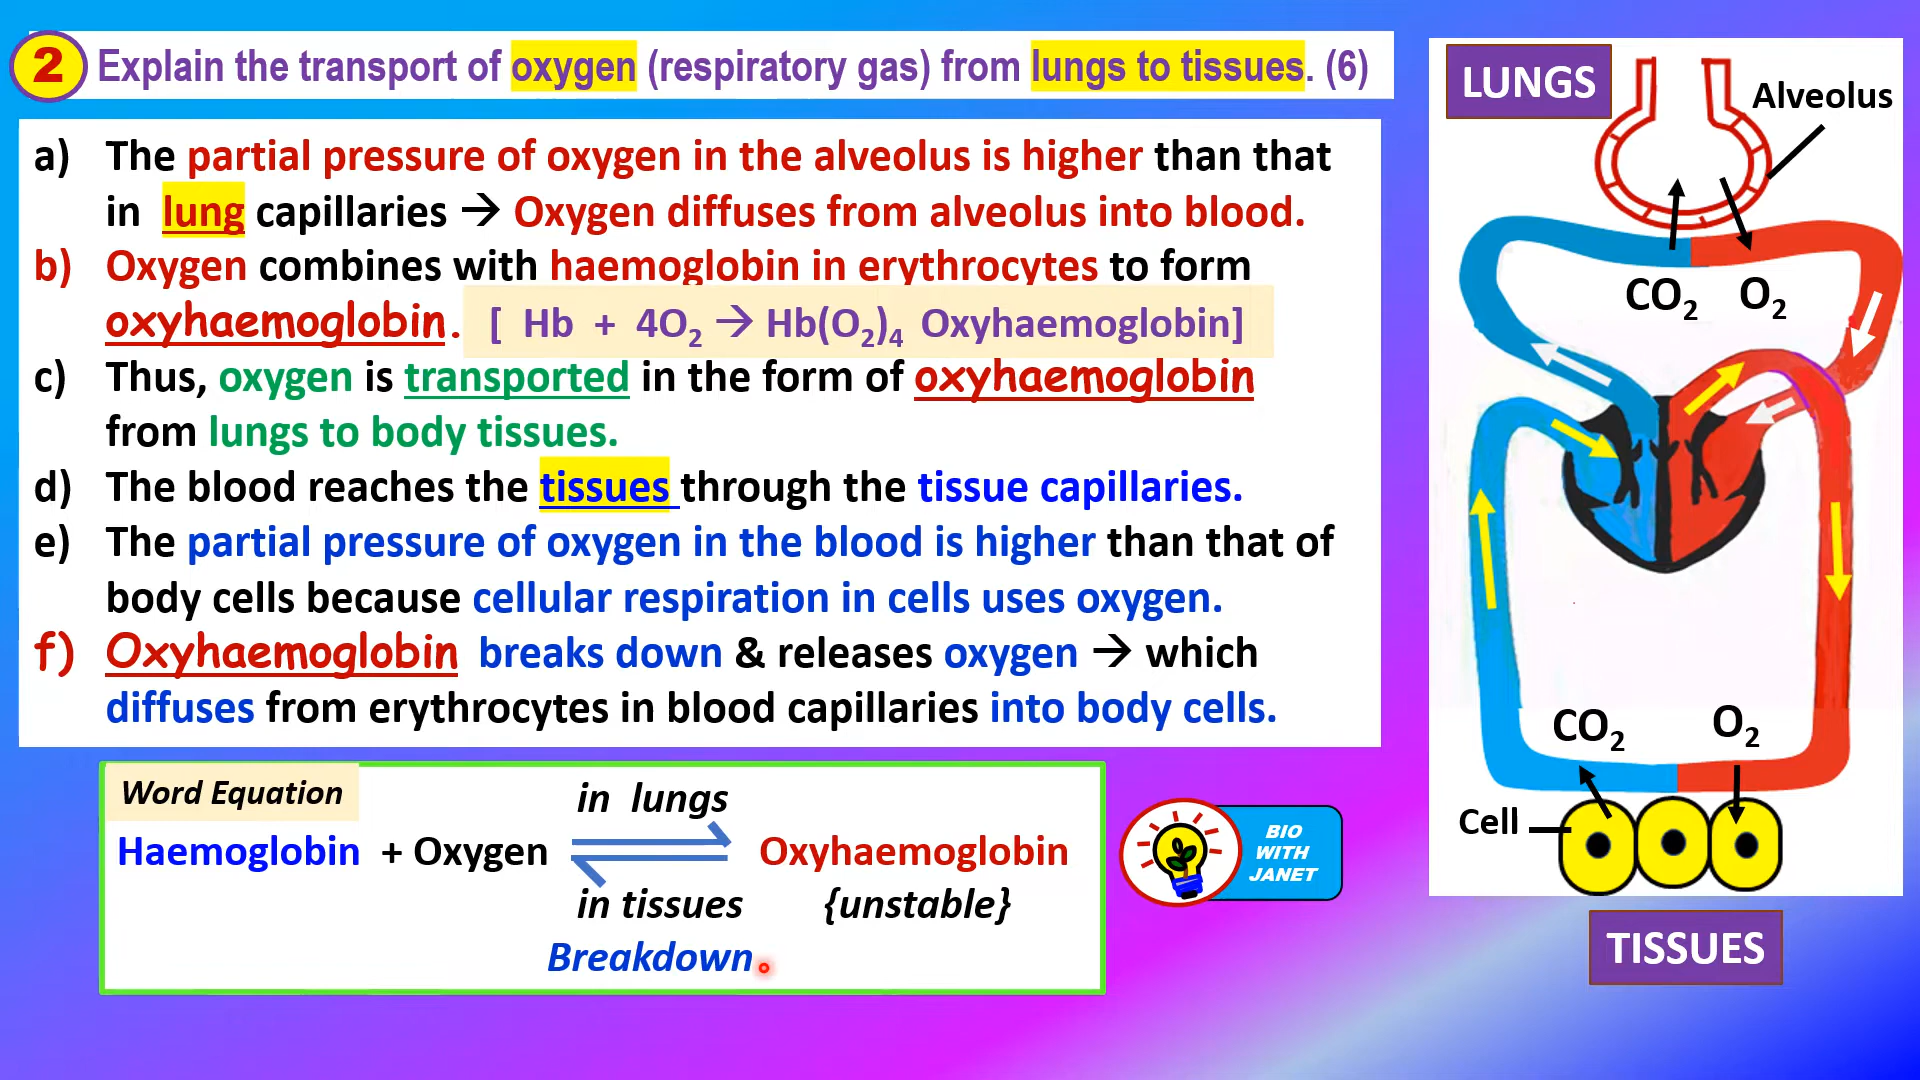 2 Explain the transport of oxygen (respiratory gas) from lungs to tissues. (6)
a) The partial pressure of oxygen in the alveolus is higher than that
in lung capillaries → Oxygen diffuses from alveolus into blood.
b) Oxygen combines with haemoglobin in erythrocytes to form
oxyhaemoglobin. [ Hb + 4O₂ → Hb(O₂)₄ Oxyhaemoglobin]
c) Thus, oxygen is transported in the form of oxyhaemoglobin
from lungs to body tissues.
d) The blood reaches the tissues through the tissue capillaries.
e) The partial pressure of oxygen in the blood is higher than that of
body cells because cellular respiration in cells uses oxygen.
f) Oxyhaemoglobin breaks down & releases oxygen → which
diffuses from erythrocytes in blood capillaries into body cells.
Word Equation
in lungs
Haemoglobin + Oxygen ⇌ Oxyhaemoglobin
in tissues {unstable}
Breakdown.
BIO
WITH
JANET
LUNGS
Alveolus
CO₂ O₂
CO₂ O₂
Cell
TISSUES